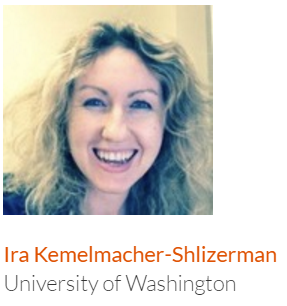 Ira Kemelmacher-Shlizerman
University of Washington